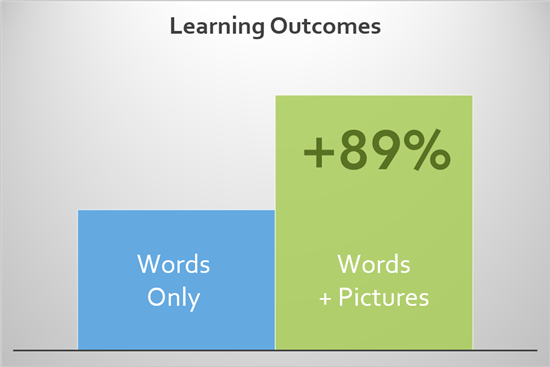 Learning Outcomes
+89%
Words
Only
Words
+ Pictures